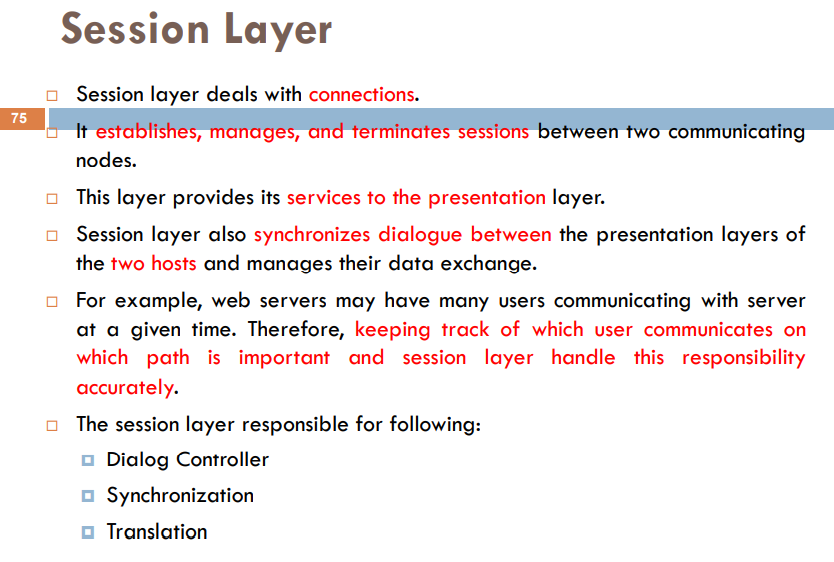 Session Layer
Session layer deals with connections.
75
It establishes, manages, and terminates sessions between two communicating
nodes.
This layer provides its services to the presentation layer.
Session layer also synchronizes dialogue between the presentation layers of
the two hosts and manages their data exchange.
For example, web servers may have many users communicating with server
at a given time. Therefore, keeping track of which user communicates on
which path is important and session layer handle this responsibility
accurately.
The session layer responsible for following:
Dialog Controller
Synchronization
Translation